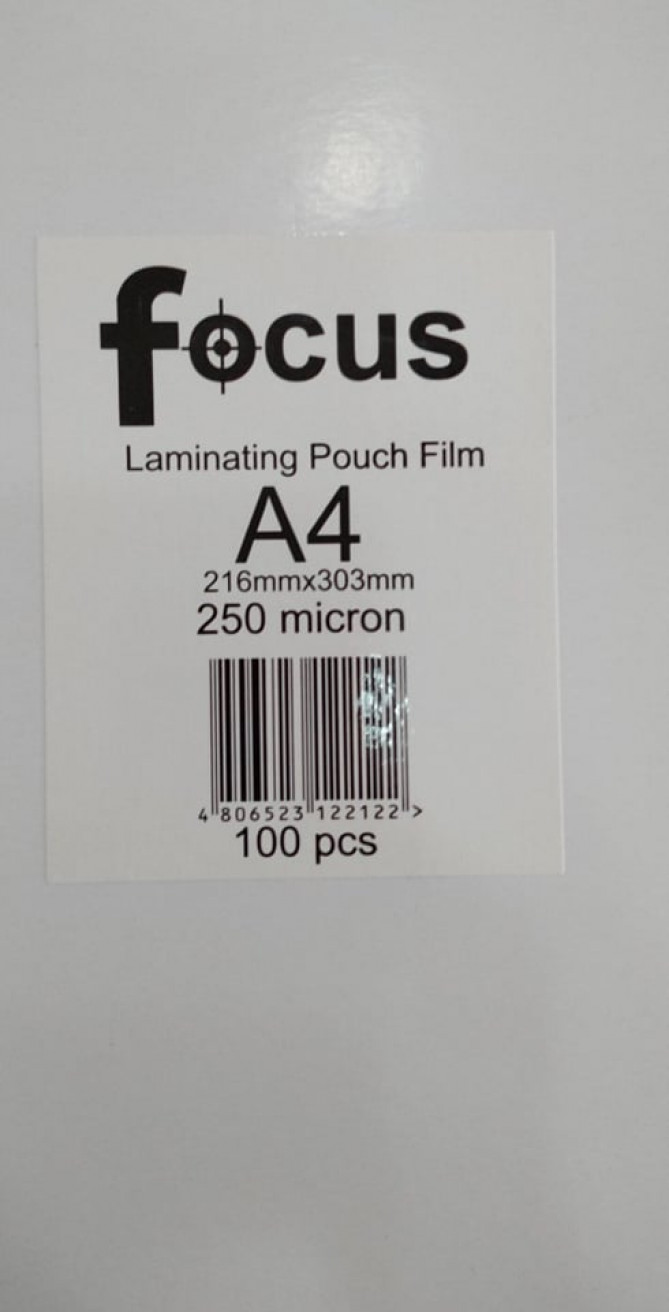 focus
Laminating Pouch Film
A4
216mmx303mm
250 micron
4 806523 122122 >
100 pcs